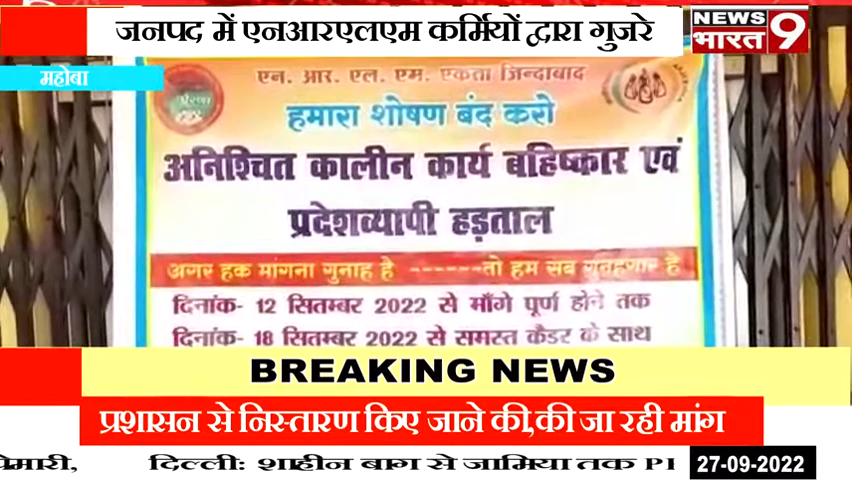 जनपद में एनआरएलएम कर्मियों द्वारा गुजरे
NEWS
भारत 9
महोबा
एन. आर. एल. एम. एकता जिन्दाबाद
हमारा शोषण बंद करो
अनिश्चित कालीन कार्य बहिष्कार एवं
प्रदेशव्यापी हड़ताल
अगर हक मांगना गुनाह है ------तो हम सब गुनहगार है
दिनांक- 12 सितम्बर 2022 से माँगे पूर्ण होने तक
दिनांक- 18 सितम्बर 2022 से समस्त कैडर के साथ
BREAKING NEWS
प्रशासन से निस्तारण किए जाने की,की जा रही मांग
दिल्ली: शाहीन बाग से जामिया तक
27-09-2022